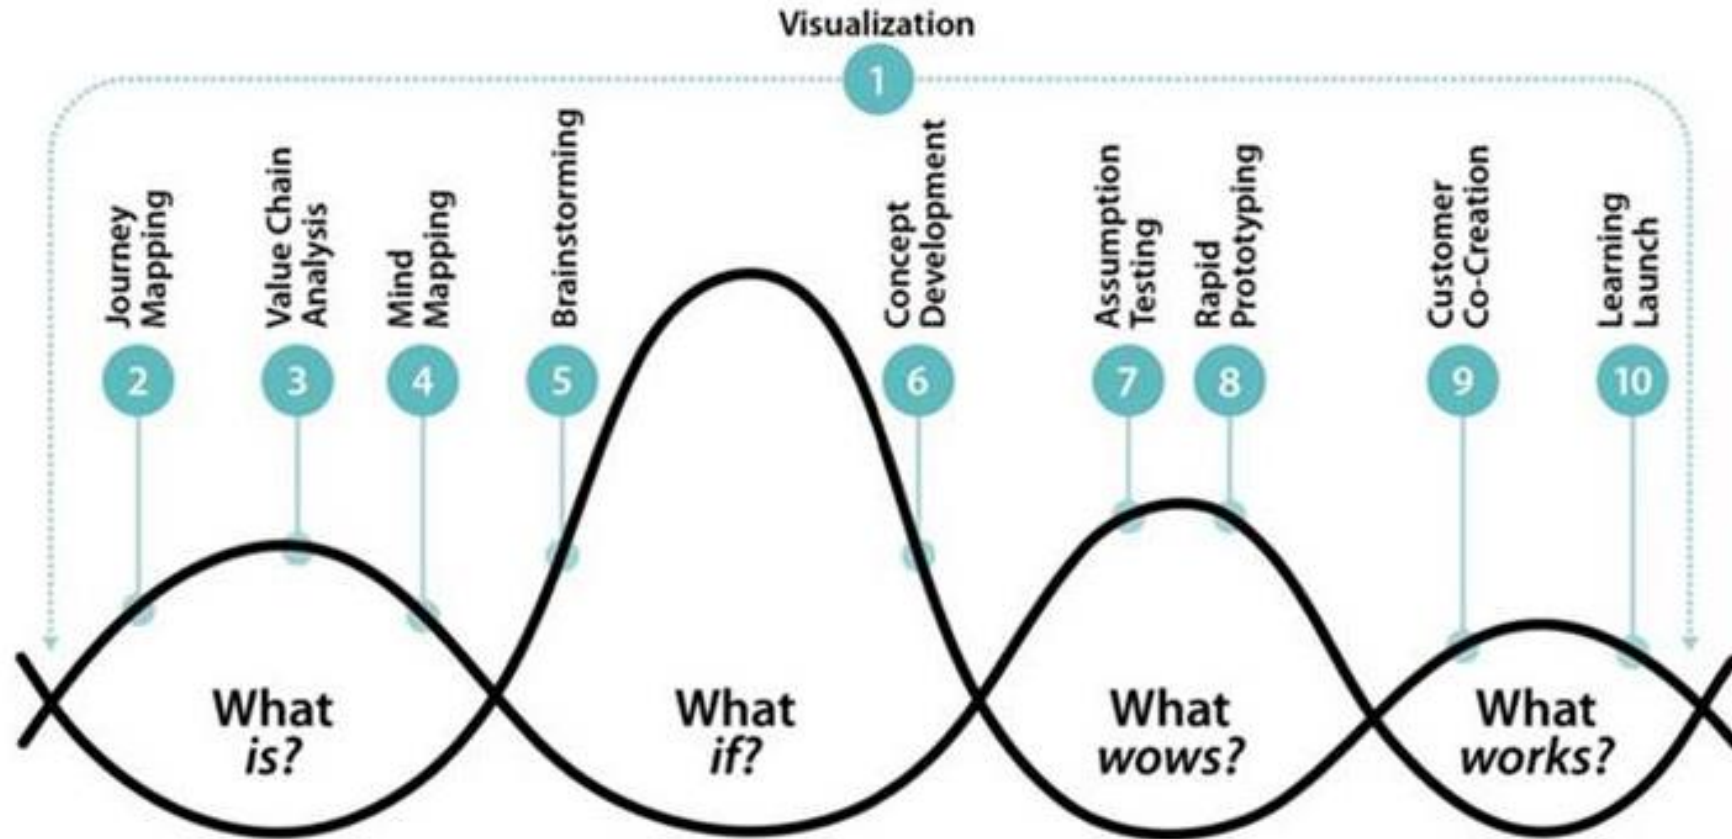 Visualization
1
Journey
Mapping
2
Value Chain
Analysis
3
Mind
Mapping
4
Brainstorming
5
Concept
Development
6
Assumption
Testing
7
Rapid
Prototyping
8
Customer
Co-Creation
9
Learning
Launch
10
What
is?
What
if?
What
wows?
What
works?